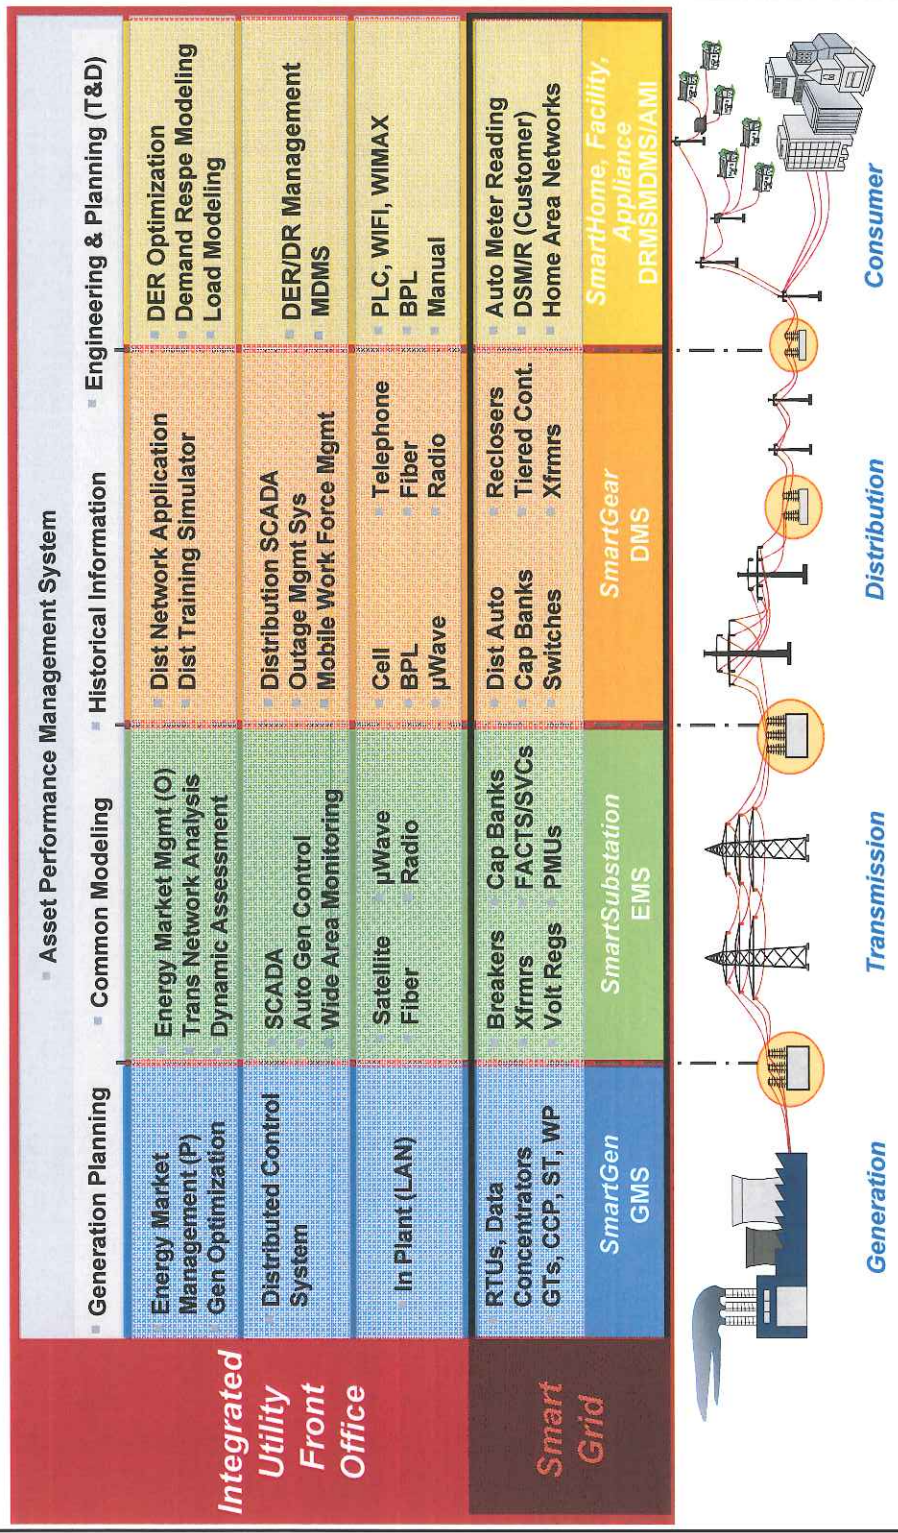 Asset Performance Management System
Generation Planning
Common Modeling
Historical Information
Engineering & Planning (T&D)
Integrated
Utility
Front
Office
Energy Market
Management (P)
Gen Optimization
Energy Market Mgmt (O)
Trans Network Analysis
Dynamic Assessment
Dist Network Application
Dist Training Simulator
DER Optimization
Demand Respe Modeling
Load Modeling
Distributed Control
System
SCADA
Auto Gen Control
Wide Area Monitoring
Distribution SCADA
Outage Mgmt Sys
Mobile Work Force Mgmt
DER/DR Management
MDMS
In Plant (LAN)
Satellite
Fiber
µWave
Radio
Cell
BPL
µWave
Telephone
Fiber
Radio
PLC, WIFI, WIMAX
BPL
Manual
Smart
Grid
RTUs, Data
Concentrators
GTs, CCP, ST, WP
Breakers
Xfrmrs
Volt Regs
Cap Banks
FACTS/SVCs
PMUs
Dist Auto
Cap Banks
Switches
Reclosers
Tiered Cont.
Xfrmrs
Auto Meter Reading
DSM/R (Customer)
Home Area Networks
SmartGen
GMS
SmartSubstation
EMS
SmartGear
DMS
SmartHome, Facility,
Appliance
DRMSMDMS/AMI
Generation
Transmission
Distribution
Consumer